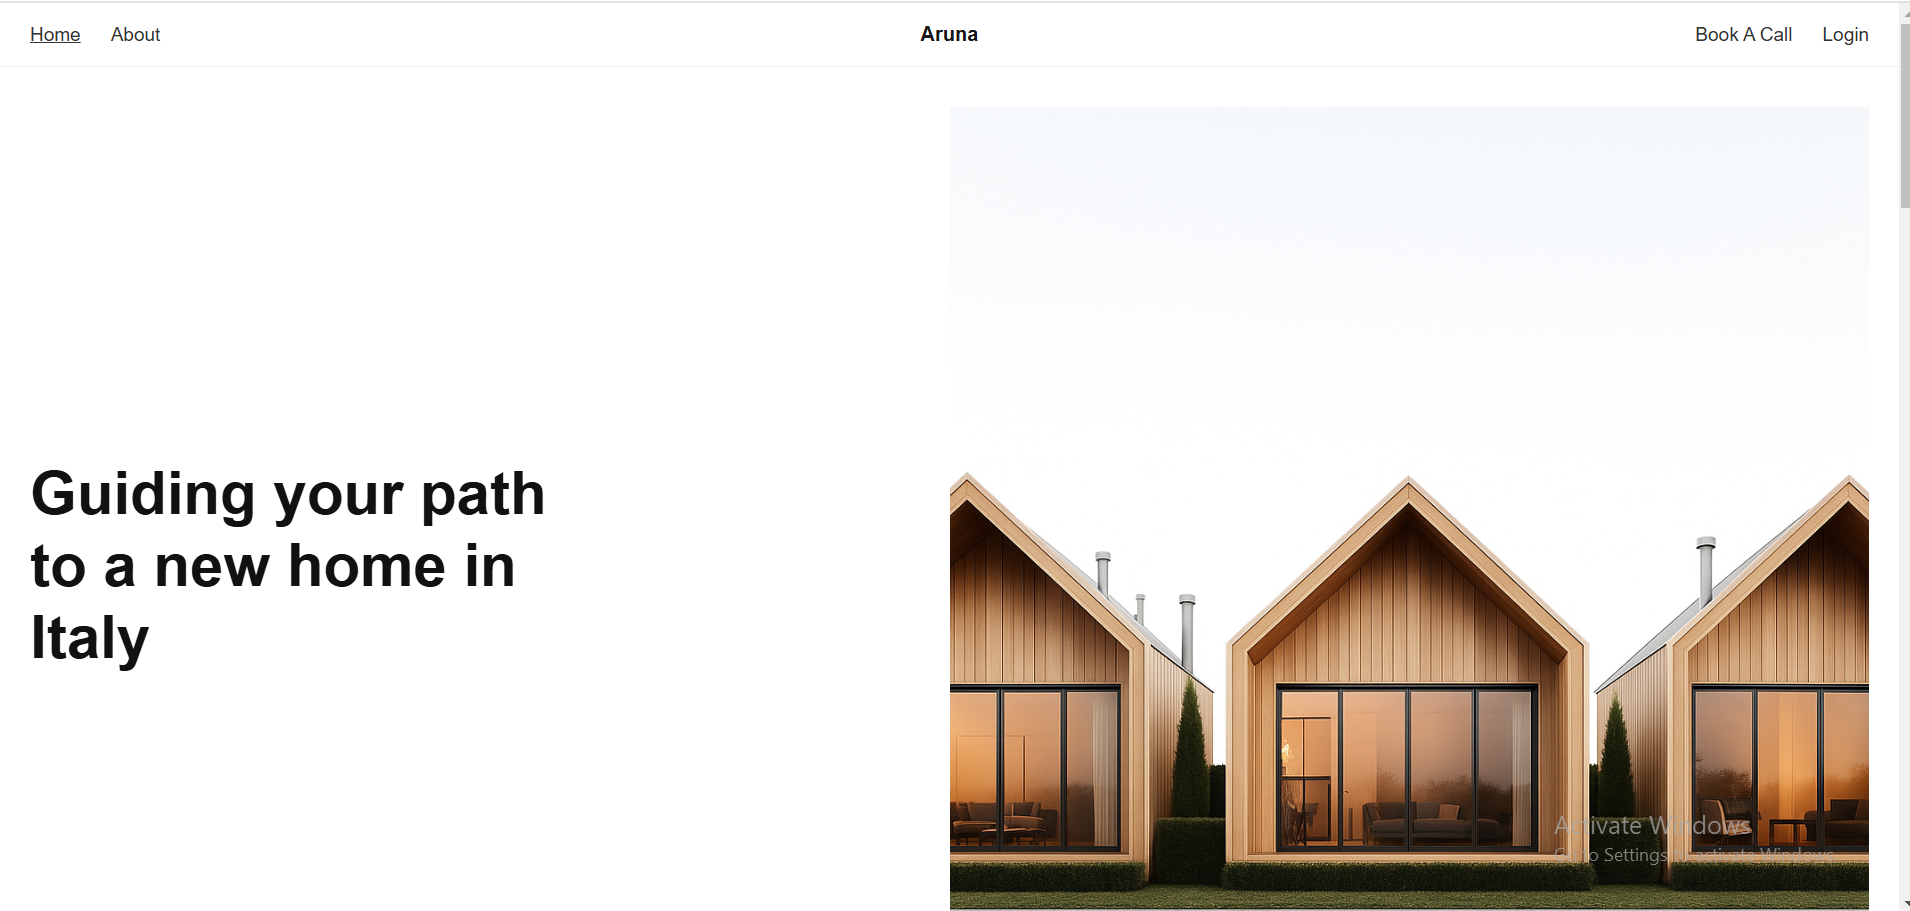 Home About Aruna Book A Call Login
Guiding your path
to a new home in
Italy
Activate Windows
Go to Settings to activate Windows.